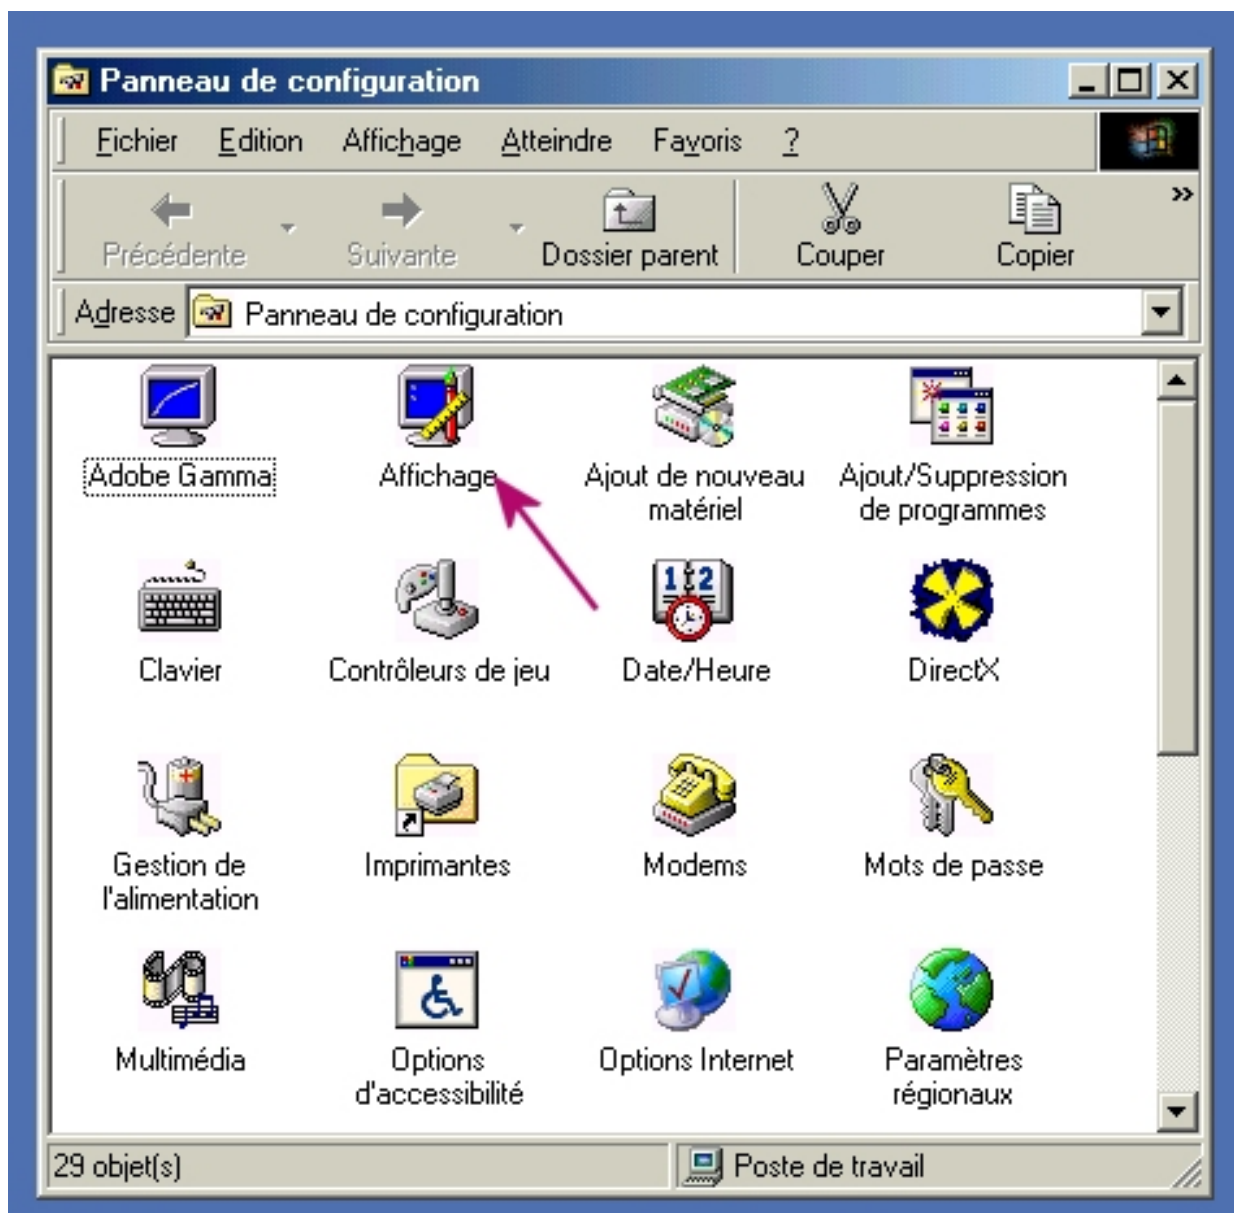 Panneau de configuration
Fichier Edition Affichage Atteindre Favoris ?
Précédente Suivante Dossier parent Couper Copier »
Adresse Panneau de configuration
Adobe Gamma
Affichage
Ajout de nouveau
matériel
Ajout/Suppression
de programmes
Clavier
Contrôleurs de jeu
1 2
Date/Heure
DirectX
Gestion de
l'alimentation
Imprimantes
Modems
Mots de passe
Multimédia
Options
d'accessibilité
Options Internet
Paramètres
régionaux
29 objet(s)
Poste de travail